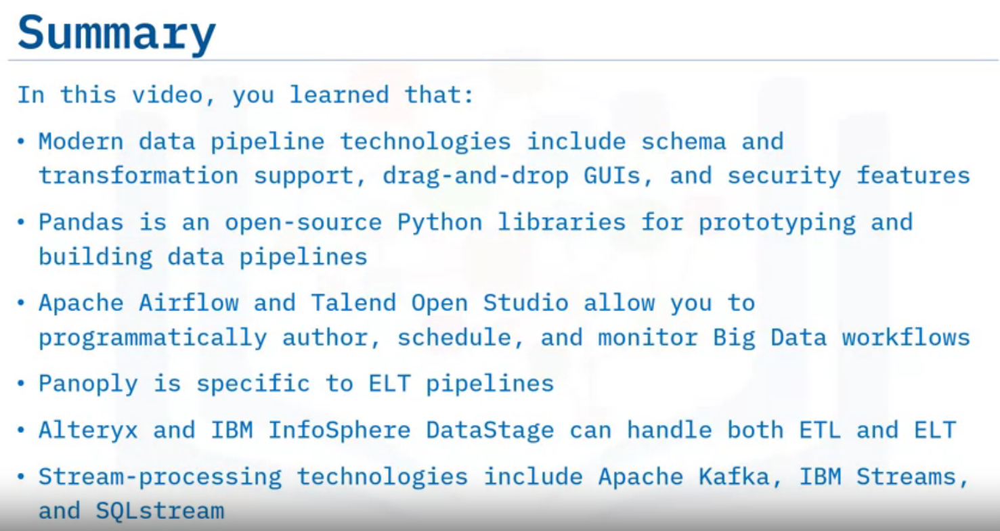 Summary
In this video, you learned that:
• Modern data pipeline technologies include schema and
transformation support, drag-and-drop GUIs, and security features
• Pandas is an open-source Python libraries for prototyping and
building data pipelines
• Apache Airflow and Talend Open Studio allow you to
programmatically author, schedule, and monitor Big Data workflows
• Panoply is specific to ELT pipelines
• Alteryx and IBM InfoSphere DataStage can handle both ETL and ELT
• Stream-processing technologies include Apache Kafka, IBM Streams,
and SQLstream